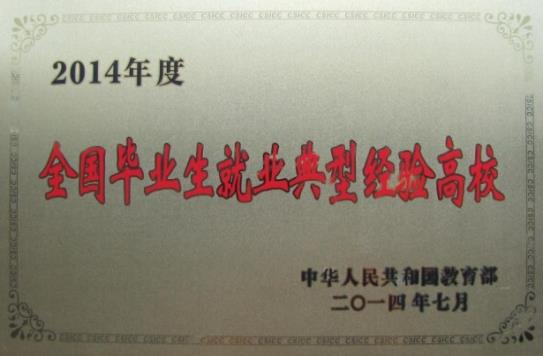 2014年度
全国毕业生就业典型经验高校
中华人民共和国教育部
二〇一四年七月